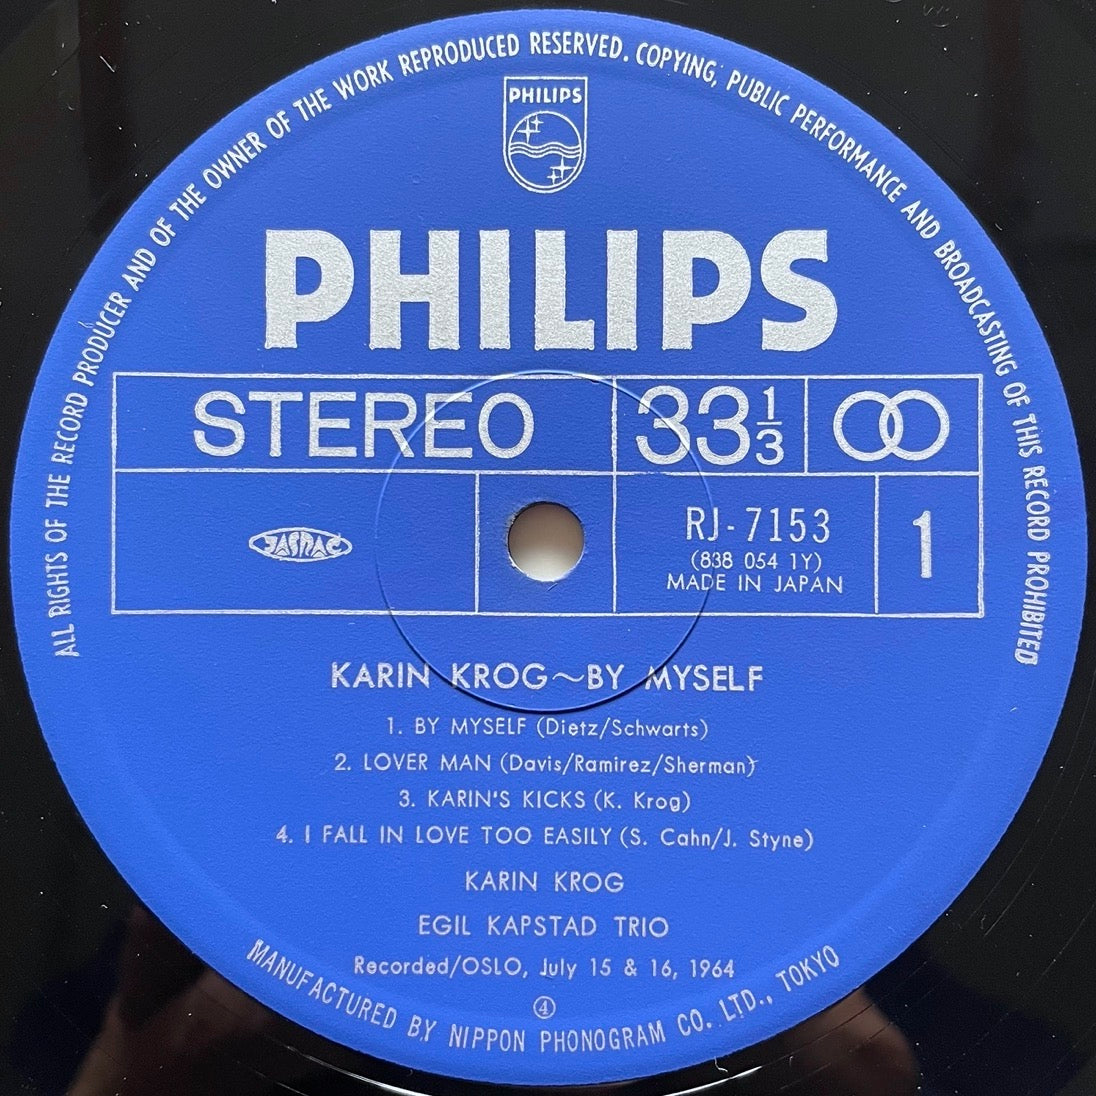 ALL RIGHTS OF THE RECORD PRODUCER AND OF THE OWNER OF THE WORK REPRODUCED RESERVED. COPYING, PUBLIC PERFORMANCE AND BROADCASTING OF THIS RECORD PROHIBITED
PHILIPS
PHILIPS
STEREO 33 1/3
JASRAC
RJ-7153
(838 054 1Y)
MADE IN JAPAN
1
KARIN KROG~BY MYSELF
1. BY MYSELF (Dietz/Schwarts)
2. LOVER MAN (Davis/Ramirez/Sherman)
3. KARIN'S KICKS (K. Krog)
4. I FALL IN LOVE TOO EASILY (S. Cahn/J. Styne)
KARIN KROG
EGIL KAPSTAD TRIO
Recorded/OSLO, July 15 & 16, 1964
④
MANUFACTURED BY NIPPON PHONOGRAM CO. LTD., TOKYO